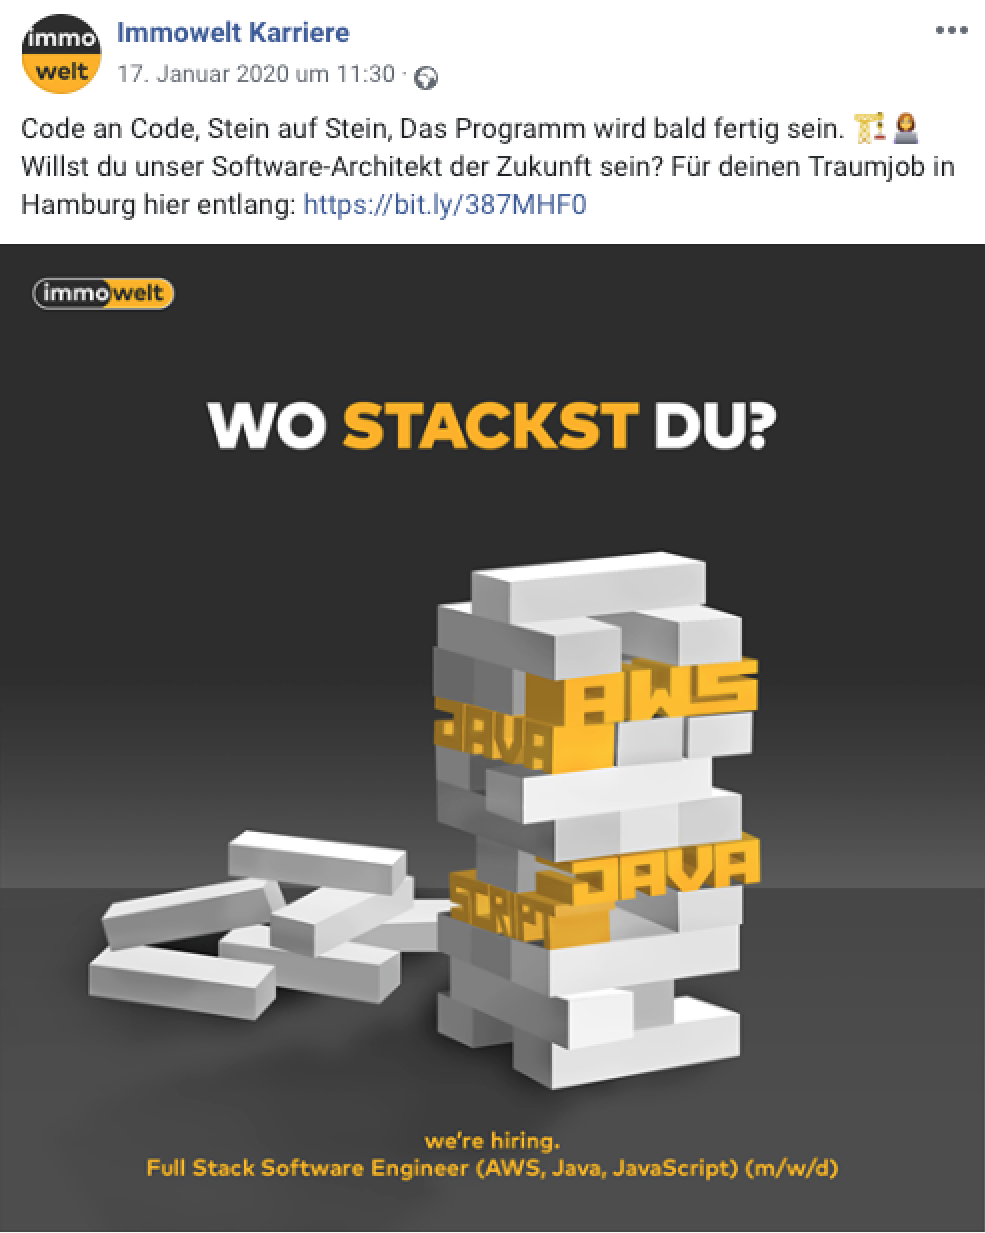 immo
welt
Immowelt Karriere
17. Januar 2020 um 11:30 ·
Code an Code, Stein auf Stein, Das Programm wird bald fertig sein. 🏗️👩‍💻
Willst du unser Software-Architekt der Zukunft sein? Für deinen Traumjob in
Hamburg hier entlang: https://bit.ly/387MHF0
immowelt
WO STACKST DU?
AWS
JAVA
JAVA
SCRIPT
we're hiring.
Full Stack Software Engineer (AWS, Java, JavaScript) (m/w/d)